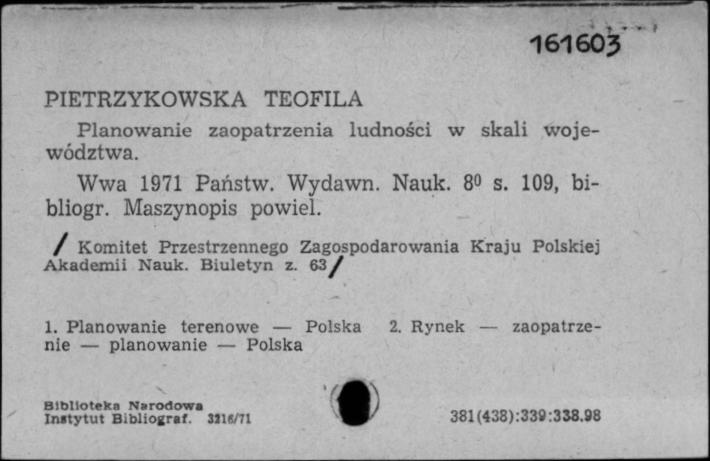 161603
PIETRZYKOWSKA TEOFILA
Planowanie zaopatrzenia ludności w skali woje-
wództwa.
Wwa 1971 Państw. Wydawn. Nauk. 8⁰ s. 109, bi-
bliogr. Maszynopis powiel.
/ Komitet Przestrzennego Zagospodarowania Kraju Polskiej
Akademii Nauk. Biuletyn z. 63/
1. Planowanie terenowe — Polska 2. Rynek — zaopatrze-
nie — planowanie — Polska
Biblioteka Narodowa
Instytut Bibliograf. 3216/71
381(438):339:338.98